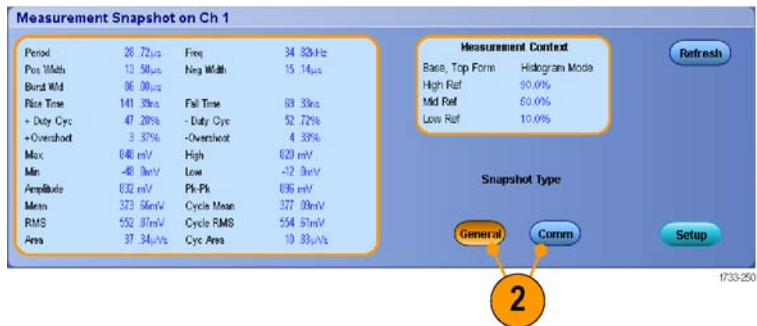 Measurement Snapshot on Ch 1
Period 28.72µs Freq 34.82kHz
Pos Width 13.58µs Neg Width 15.14µs
Burst Wid 86.00µs
Rise Time 141.39ns Fall Time 69.33ns
+ Duty Cyc 47.28% - Duty Cyc 52.72%
+Overshoot 3.37% -Overshoot 4.33%
Max 848 mV High 820 mV
Min -48.0mV Low -12.0mV
Amplitude 832 mV Pk-Pk 896 mV
Mean 373.66mV Cycle Mean 377.09mV
RMS 552.87mV Cycle RMS 554.61mV
Area 37.34µVs Cyc Area 10.83µVs
Measurement Context
Base, Top Form Histogram Mode
High Ref 90.0%
Mid Ref 50.0%
Low Ref 10.0%
Refresh
Snapshot Type
General Comm Setup
1733-250
2